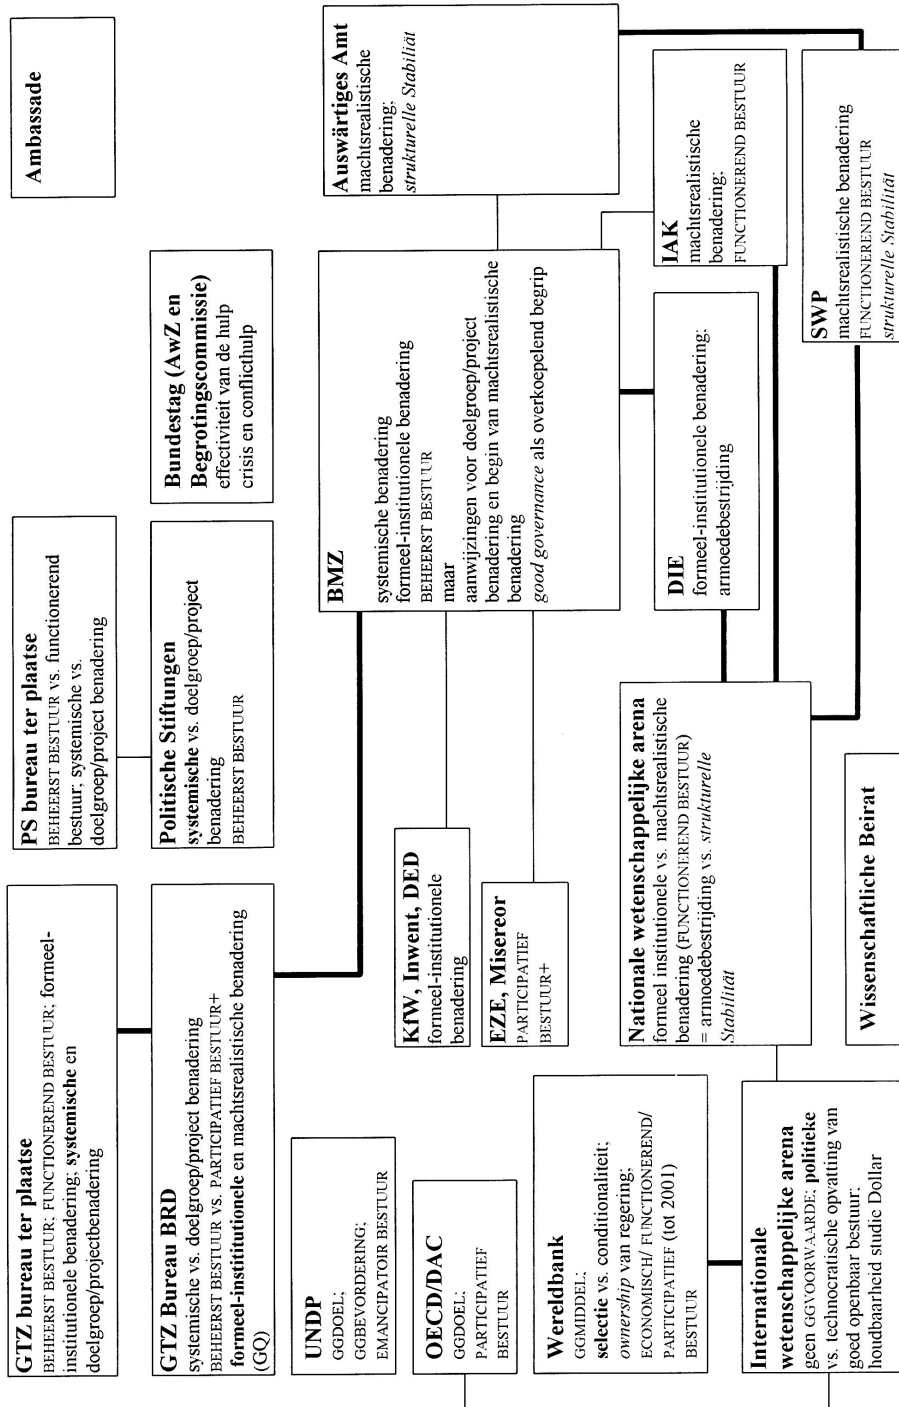 GTZ bureau ter plaatse
BEHEERST BESTUUR; FUNCTIONEREND BESTUUR; formeel-
institutionele benadering; systemische en
doelgroep/projectbenadering
PS bureau ter plaatse
BEHEERST BESTUUR vs. functionerend
bestuur; systemische vs.
doelgroep/project benadering
Ambassade
GTZ Bureau BRD
systemische vs. doelgroep/project benadering
BEHEERST BESTUUR vs. PARTICIPATIEF BESTUUR+
formeel-institutionele en machtsrealistische benadering
(GQ)
Politische Stiftungen
systemische vs. doelgroep/project
benadering
BEHEERST BESTUUR
Bundestag (AwZ en
Begrotingscommissie)
effectiviteit van de hulp
crisis en conflicthulp
UNDP
GGDOEL;
GGBEVORDERING;
EMANCIPATOIR BESTUUR
OECD/DAC
GGDOEL;
PARTICIPATIEF
BESTUUR
KfW, Inwent, DED
formeel-institutionele
benadering
EZE, Misereor
PARTICIPATIEF
BESTUUR+
BMZ
systemische benadering
formeel-institutionele benadering
BEHEERST BESTUUR
maar
aanwijzingen voor doelgroep/project
benadering en begin van machtsrealistische
benadering
good governance als overkoepelend begrip
Auswärtiges Amt
machtsrealistische
benadering;
strukturelle Stabiliät
Wereldbank
GGMIDDEL;
selectie vs. conditionaliteit;
ownership van regering;
ECONOMISCH/ FUNCTIONEREND/
PARTICIPATIEF (tot 2001)
BESTUUR
Nationale wetenschappelijke arena
formeel institutionele vs. machtsrealistische
benadering (FUNCTIONEREND BESTUUR)
= armoedebestrijding vs. strukturelle
Stabilität
DIE
formeel-institutionele benadering;
armoedebestrijding
IAK
machtsrealistische
benadering;
FUNCTIONEREND BESTUUR
Internationale
wetenschappelijke arena
geen GGVOORWAARDE; politieke
vs. technocratische opvatting van
goed openbaar bestuur;
houdbaarheid studie Dollar
Wissenschaftliche Beirat
SWP
machtsrealistische benadering
FUNCTIONEREND BESTUUR
strukturelle Stabilität